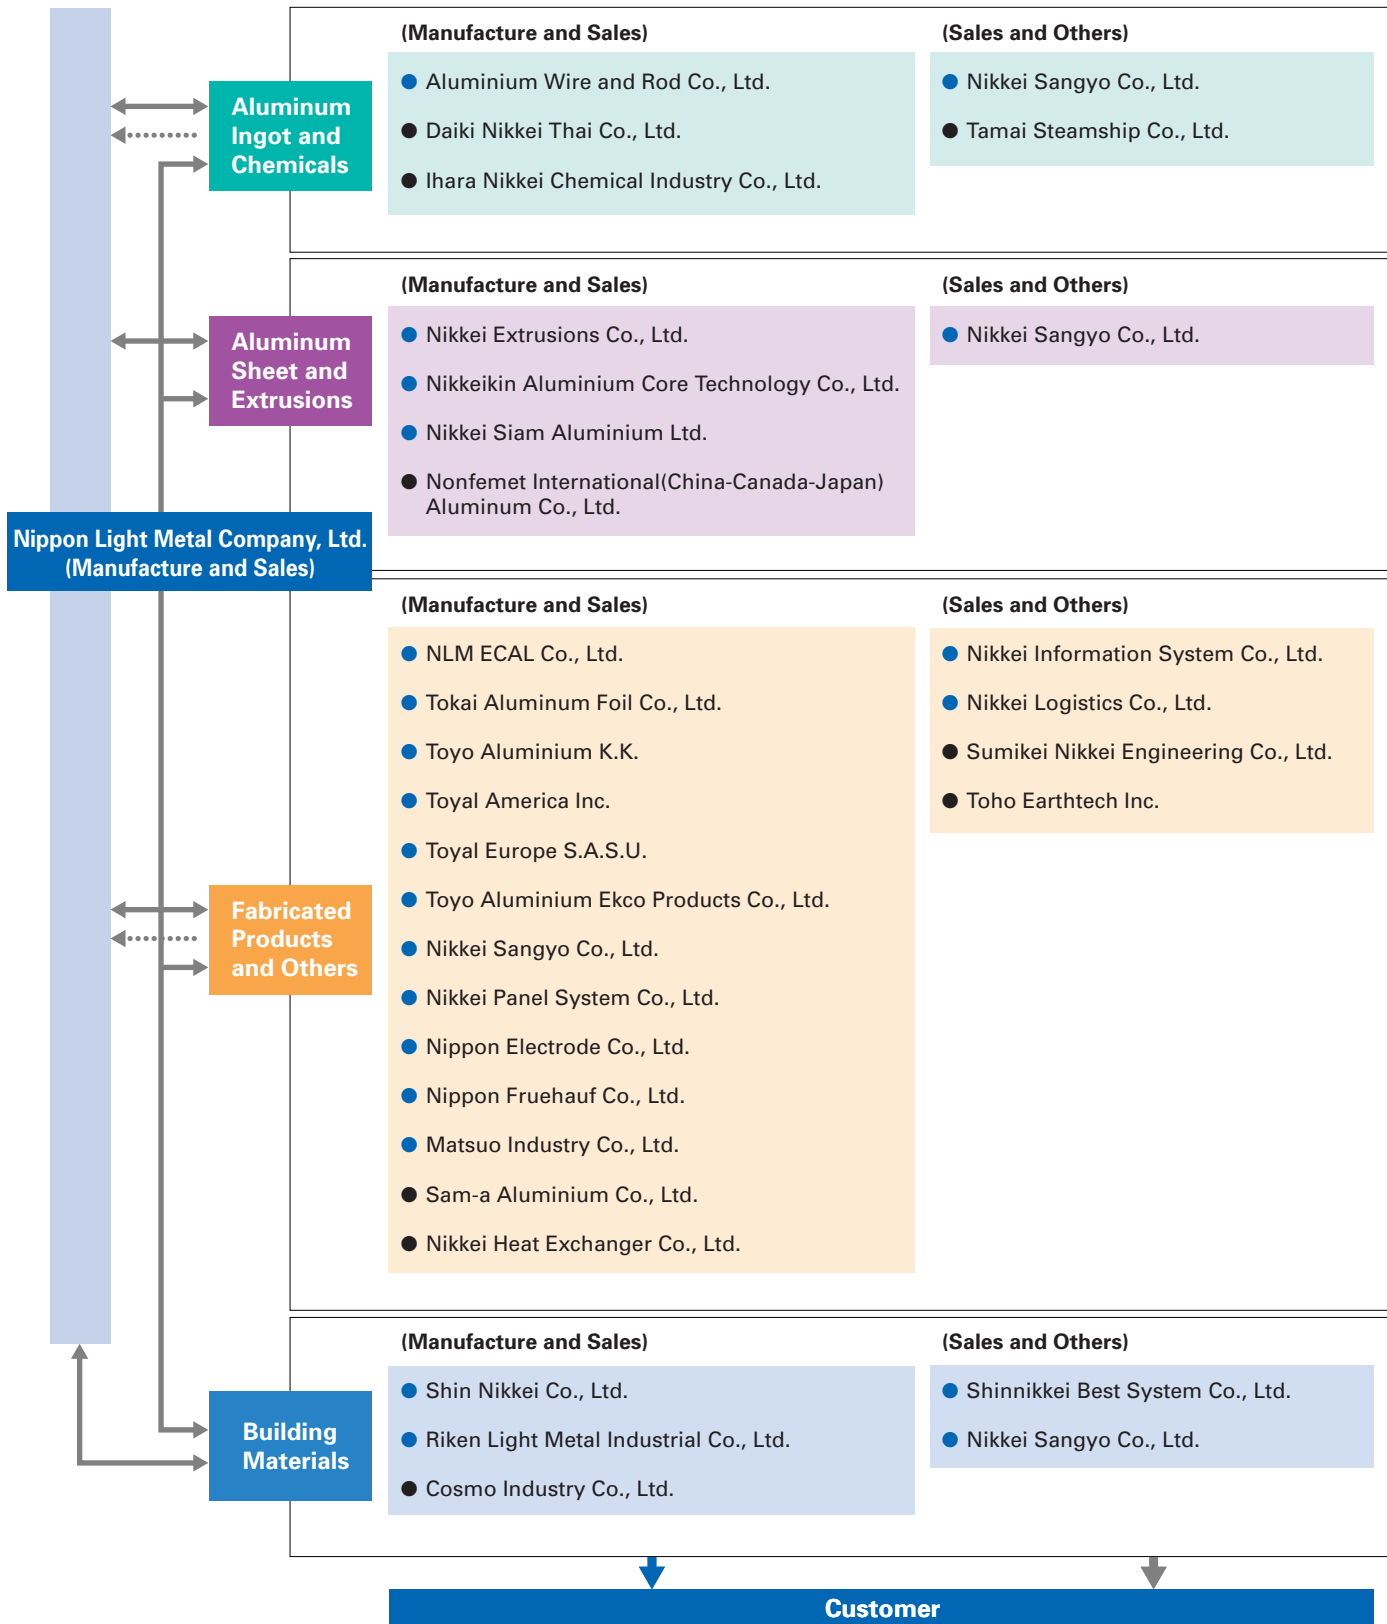 (Manufacture and Sales)
(Sales and Others)
Aluminum
Ingot and
Chemicals
● Aluminium Wire and Rod Co., Ltd.
● Daiki Nikkei Thai Co., Ltd.
● Ihara Nikkei Chemical Industry Co., Ltd.
● Nikkei Sangyo Co., Ltd.
● Tamai Steamship Co., Ltd.
(Manufacture and Sales)
(Sales and Others)
Aluminum
Sheet and
Extrusions
● Nikkei Extrusions Co., Ltd.
● Nikkeikin Aluminium Core Technology Co., Ltd.
● Nikkei Siam Aluminium Ltd.
● Nonfemet International(China-Canada-Japan)
Aluminum Co., Ltd.
● Nikkei Sangyo Co., Ltd.
Nippon Light Metal Company, Ltd.
(Manufacture and Sales)
(Manufacture and Sales)
(Sales and Others)
Fabricated
Products
and Others
● NLM ECAL Co., Ltd.
● Tokai Aluminum Foil Co., Ltd.
● Toyo Aluminium K.K.
● Toyal America Inc.
● Toyal Europe S.A.S.U.
● Toyo Aluminium Ekco Products Co., Ltd.
● Nikkei Sangyo Co., Ltd.
● Nikkei Panel System Co., Ltd.
● Nippon Electrode Co., Ltd.
● Nippon Fruehauf Co., Ltd.
● Matsuo Industry Co., Ltd.
● Sam-a Aluminium Co., Ltd.
● Nikkei Heat Exchanger Co., Ltd.
● Nikkei Information System Co., Ltd.
● Nikkei Logistics Co., Ltd.
● Sumikei Nikkei Engineering Co., Ltd.
● Toho Earthtech Inc.
(Manufacture and Sales)
(Sales and Others)
Building
Materials
● Shin Nikkei Co., Ltd.
● Riken Light Metal Industrial Co., Ltd.
● Cosmo Industry Co., Ltd.
● Shinnikkei Best System Co., Ltd.
● Nikkei Sangyo Co., Ltd.
Customer